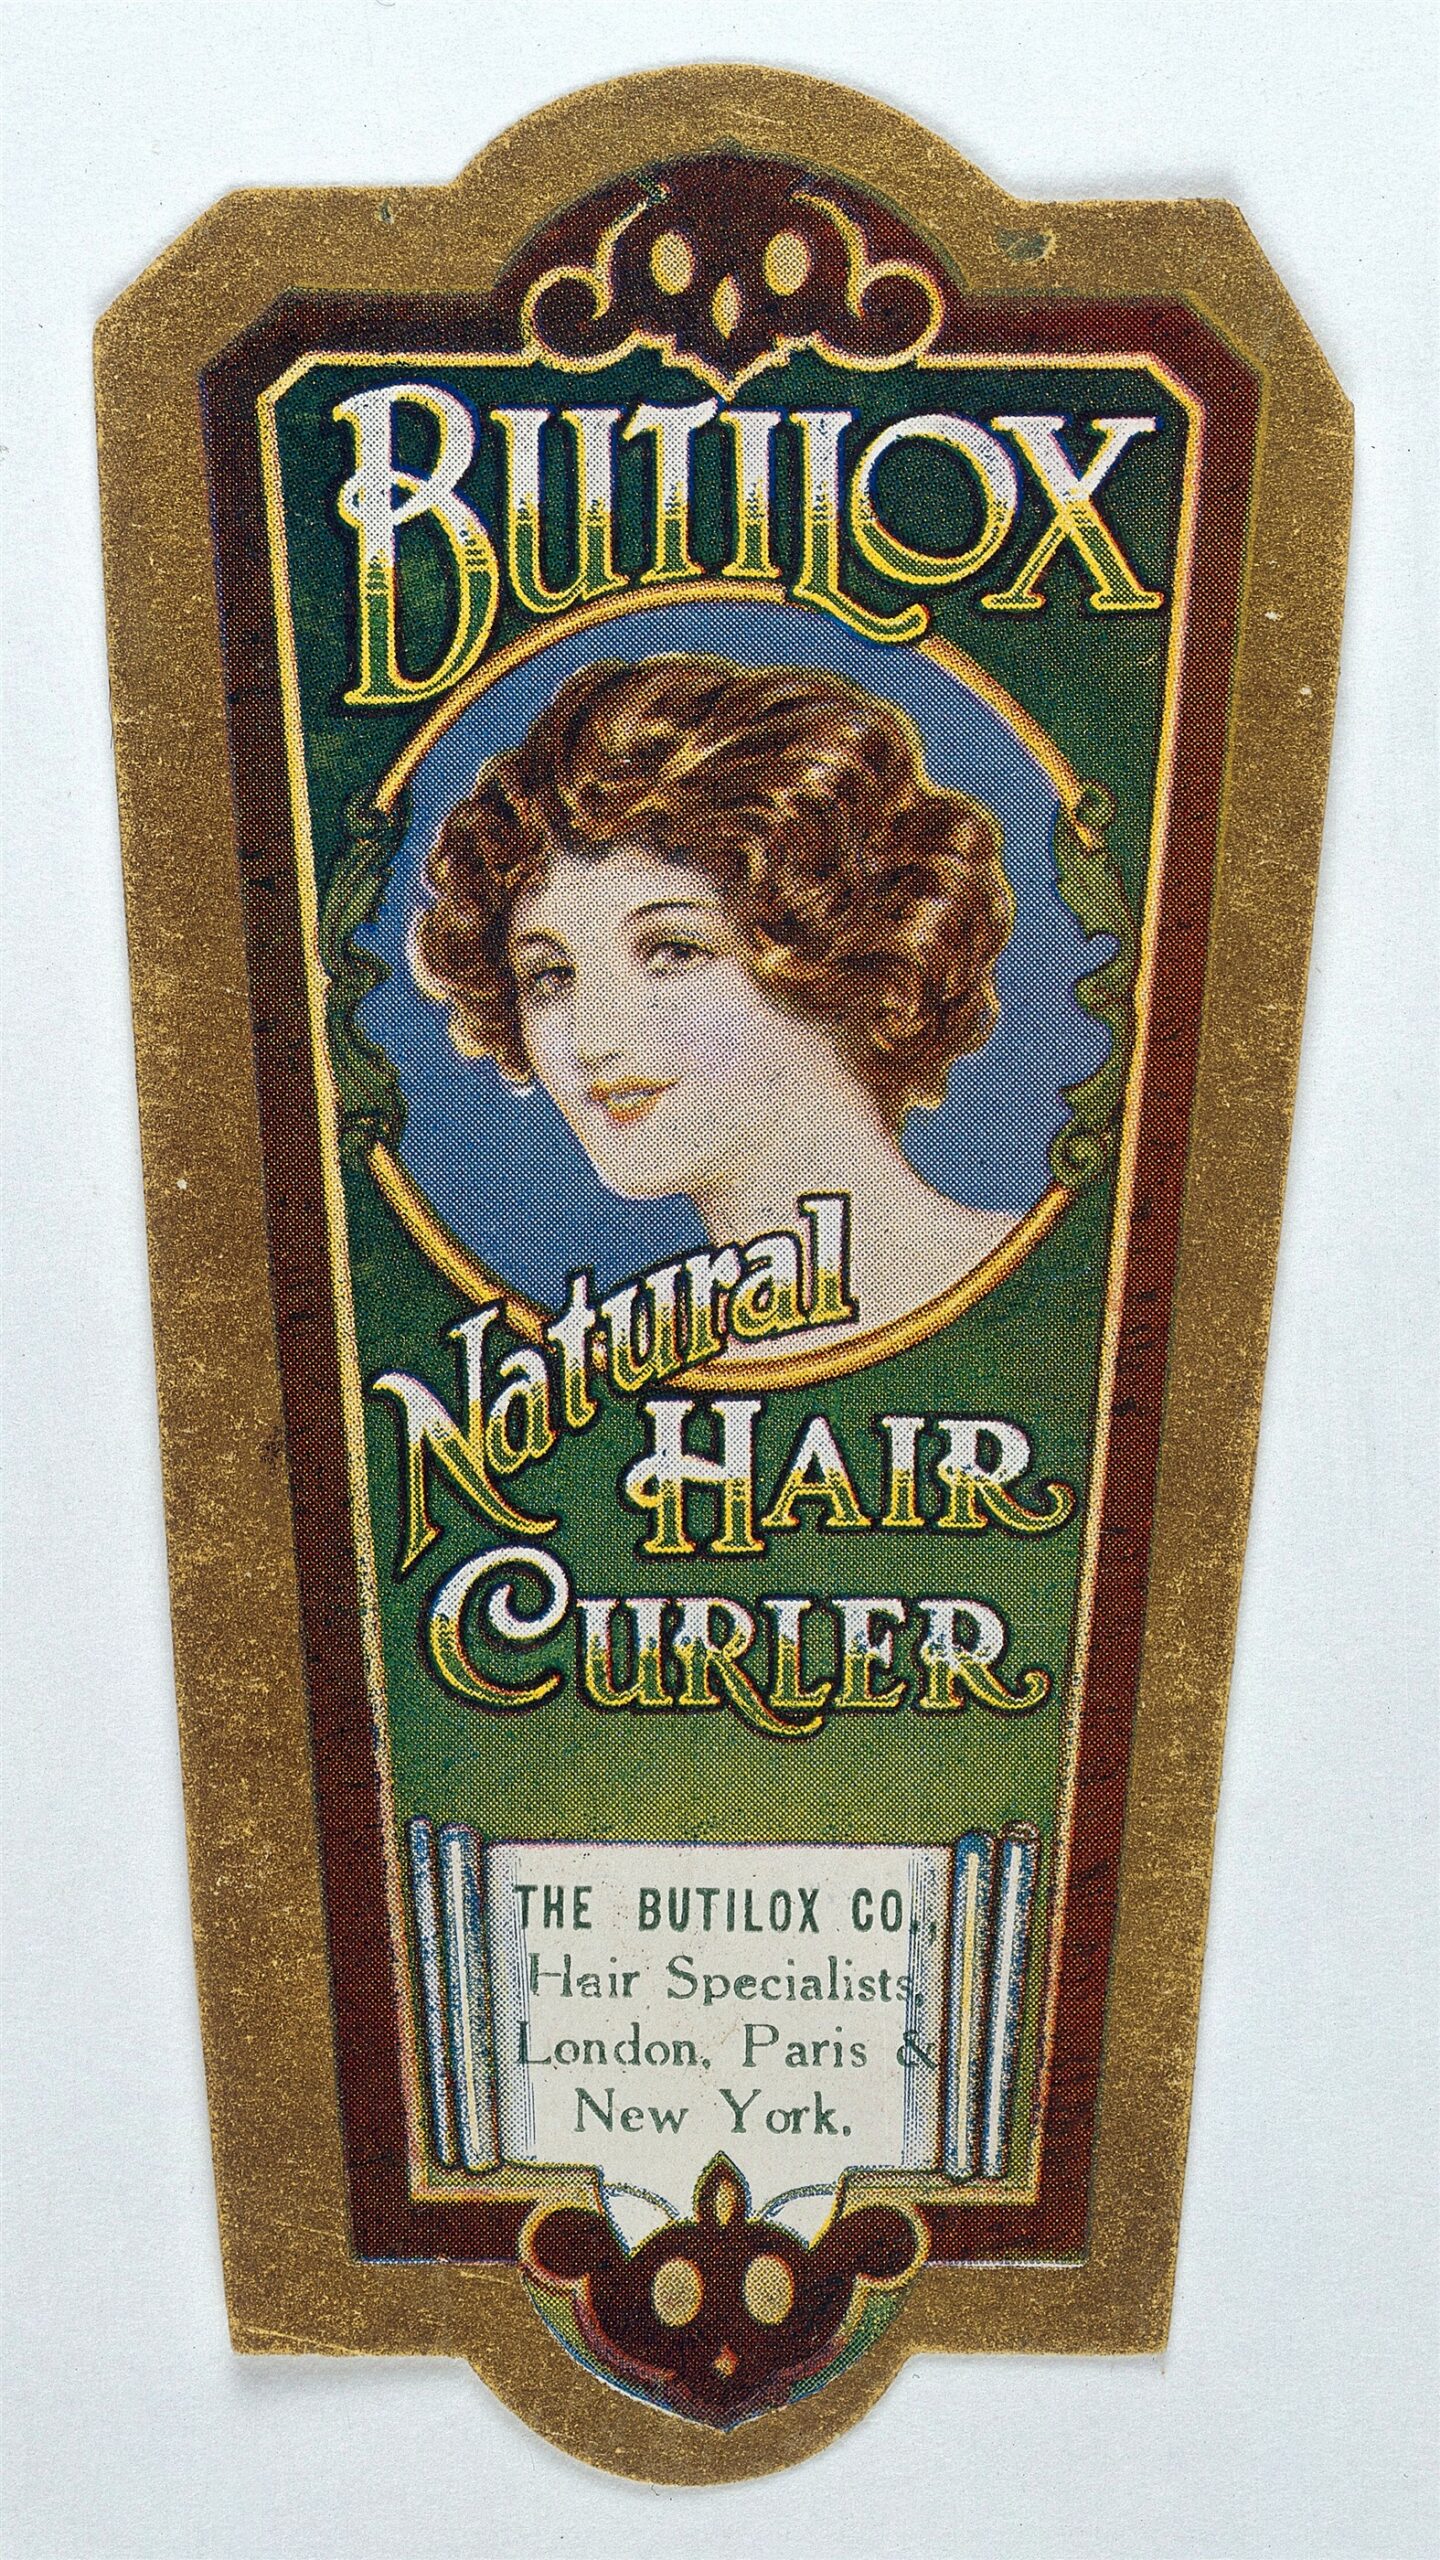 BUTILOX
Natural
HAIR
CURLER
THE BUTILOX CO.,
Hair Specialists,
London, Paris &
New York.